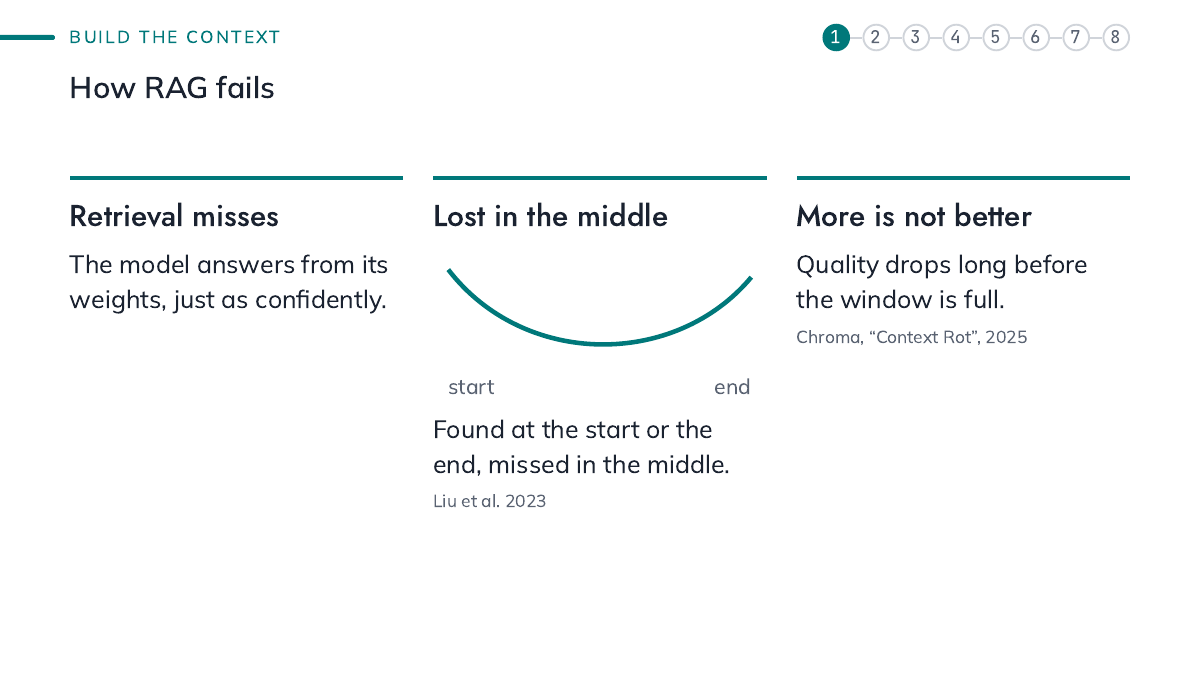 BUILD THE CONTEXT
1 2 3 4 5 6 7 8
How RAG fails
Retrieval misses
The model answers from its
weights, just as confidently.
Lost in the middle
start end
Found at the start or the
end, missed in the middle.
Liu et al. 2023
More is not better
Quality drops long before
the window is full.
Chroma, “Context Rot”, 2025